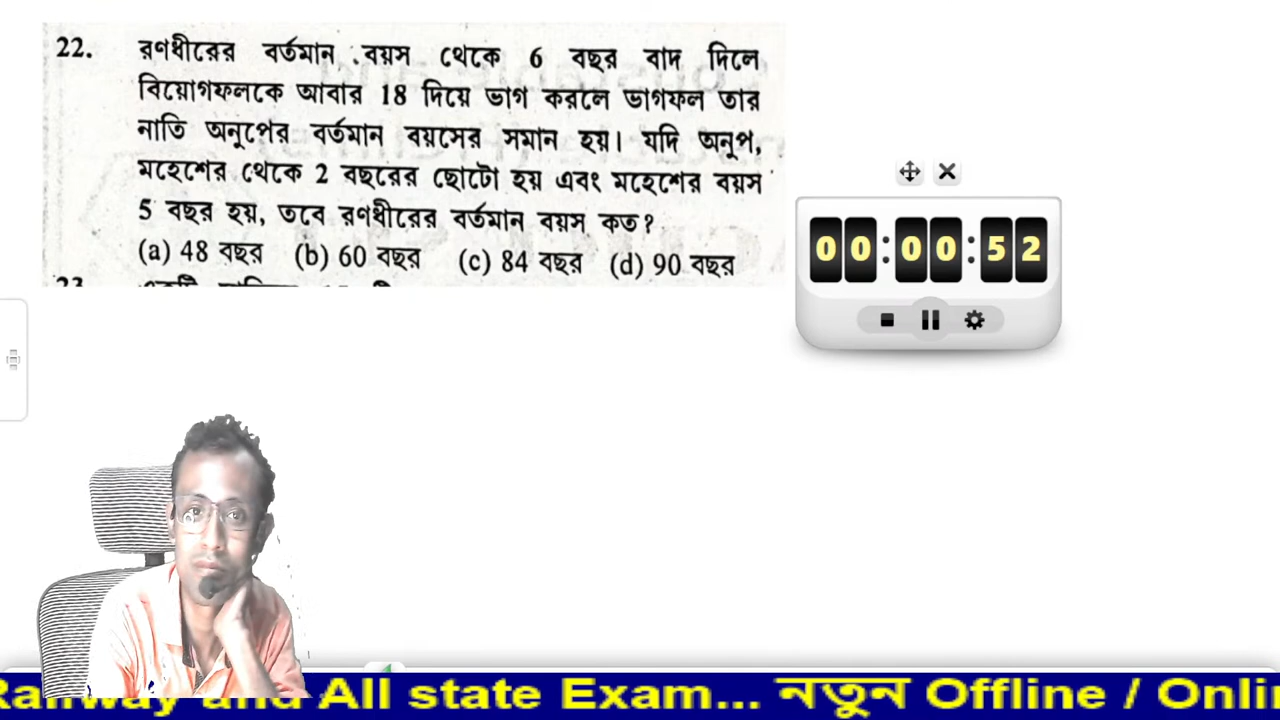 22. রণধীরের বর্তমান বয়স থেকে 6 বছর বাদ দিলে
বিয়োগফলকে আবার 18 দিয়ে ভাগ করলে ভাগফল তার
নাতি অনুপের বর্তমান বয়সের সমান হয়। যদি অনুপ,
মহেশের থেকে 2 বছরের ছোটো হয় এবং মহেশের বয়স
5 বছর হয়, তবে রণধীরের বর্তমান বয়স কত?
(a) 48 বছর (b) 60 বছর (c) 84 বছর (d) 90 বছর
00:00:52
Railway and All state Exam... নতুন Offline / Onli